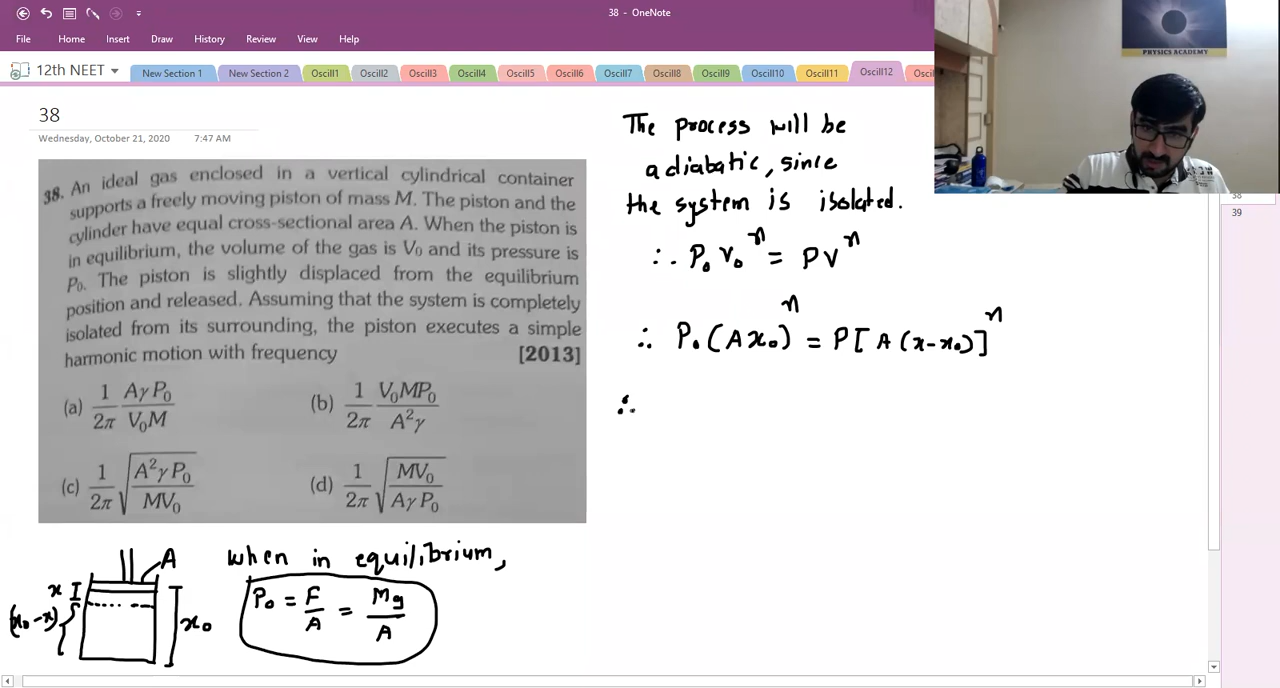 38 - OneNote
File Home Insert Draw History Review View Help
12th NEET New Section 1 New Section 2 Oscill1 Oscill2 Oscill3 Oscill4 Oscill5 Oscill6 Oscill7 Oscill8 Oscill9 Oscill10 Oscill11 Oscill12 Oscil
PHYSICS ACADEMY
38
39
38
Wednesday, October 21, 2020 7:47 AM
38. An ideal gas enclosed in a vertical cylindrical container
supports a freely moving piston of mass M. The piston and the
cylinder have equal cross-sectional area A. When the piston is
in equilibrium, the volume of the gas is V₀ and its pressure is
P₀. The piston is slightly displaced from the equilibrium
position and released. Assuming that the system is completely
isolated from its surrounding, the piston executes a simple
harmonic motion with frequency [2013]
(a) 1/2π AγP₀/V₀M (b) 1/2π V₀MP₀/A²γ
(c) 1/2π √(A²γP₀/MV₀) (d) 1/2π √(MV₀/AγP₀)
A
x
(x₀-x)
x₀
when in equilibrium,
P₀ = F/A = Mg/A
The process will be
adiabatic, since
the system is isolated.
∴ P₀V₀^γ = PV^γ
∴ P₀(Ax₀)^γ = P[A(x-x₀)]^γ
∴